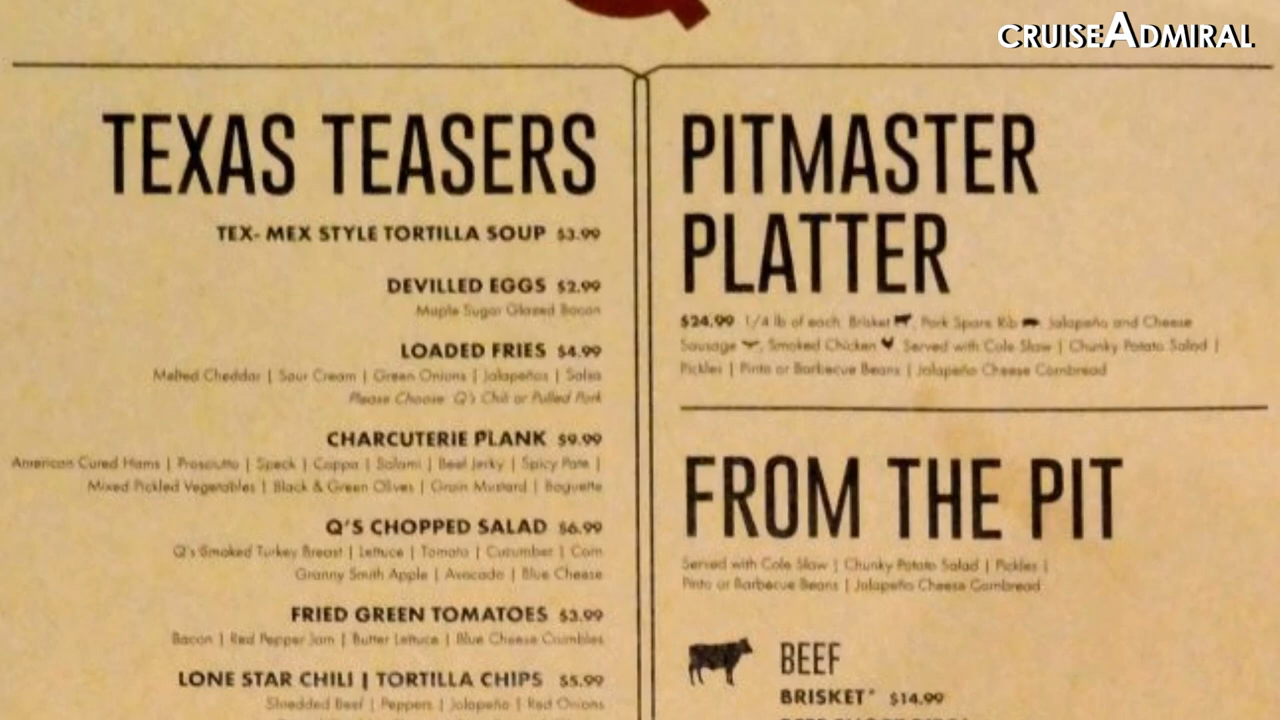 CRUISEADMIRAL
TEXAS TEASERS
TEX- MEX STYLE TORTILLA SOUP $3.99
DEVILLED EGGS $2.99
Maple Sugar Glazed Bacon
LOADED FRIES $4.99
Melted Cheddar | Sour Cream | Green Onions | Jalapeños | Salsa
Please Choose Q's Chili or Pulled Pork
CHARCUTERIE PLANK $9.99
American Cured Hams | Prosciutto | Speck | Coppa | Salami | Beef Jerky | Spicy Pate |
Mixed Pickled Vegetables | Black & Green Olives | Grain Mustard | Baguette
Q'S CHOPPED SALAD $6.99
Q's Smoked Turkey Breast | Lettuce | Tomato | Cucumber | Corn
Granny Smith Apple | Avocado | Blue Cheese
FRIED GREEN TOMATOES $3.99
Bacon | Red Pepper Jam | Butter Lettuce | Blue Cheese Crumbles
LONE STAR CHILI | TORTILLA CHIPS $5.99
Shredded Beef | Peppers | Jalapeño | Red Onions
PITMASTER
PLATTER
$24.99 1/4 lb of each Brisket, Pork Spare Rib, Jalapeño and Cheese
Sausage, Smoked Chicken, Served with Cole Slaw | Chunky Potato Salad |
Pickles | Pinto or Barbecue Beans | Jalapeño Cheese Cornbread
FROM THE PIT
Served with Cole Slaw | Chunky Potato Salad | Pickles |
Pinto or Barbecue Beans | Jalapeño Cheese Cornbread
BEEF
BRISKET* $14.99